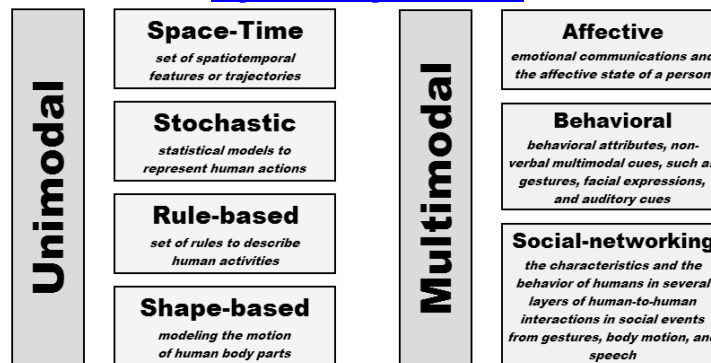 Unimodal
Space-Time
set of spatiotemporal
features or trajectories
Stochastic
statistical models to
represent human actions
Rule-based
set of rules to describe
human activities
Shape-based
modeling the motion
of human body parts
Multimodal
Affective
emotional communications and
the affective state of a person
Behavioral
behavioral attributes, non-
verbal multimodal cues, such as
gestures, facial expressions,
and auditory cues
Social-networking
the characteristics and the
behavior of humans in several
layers of human-to-human
interactions in social events
from gestures, body motion, and
speech